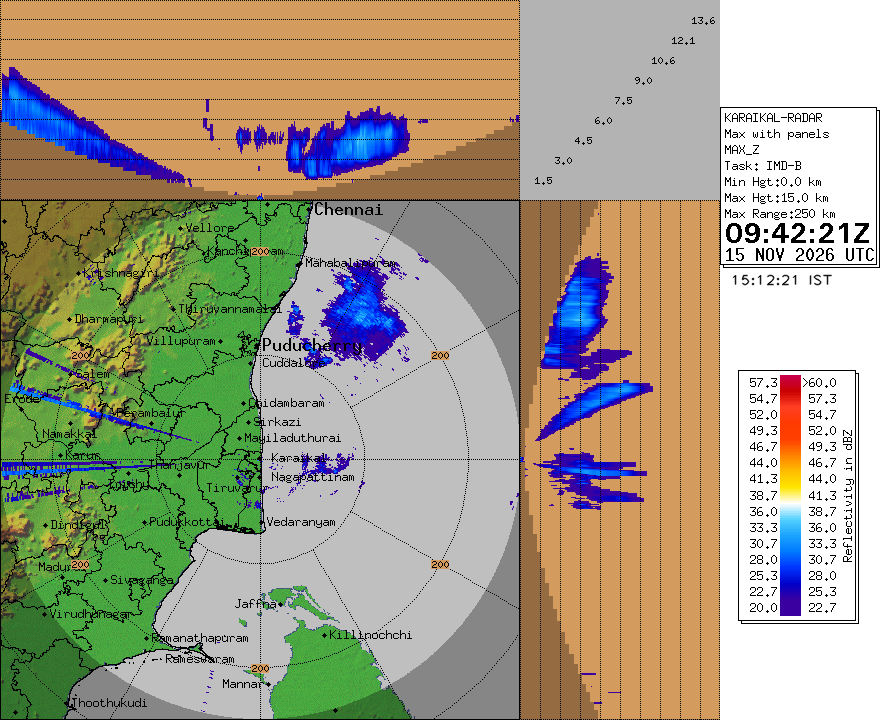 13.6
12.1
10.6
9.0
7.5
6.0
4.5
3.0
1.5
KARAIKAL-RADAR
Max with panels
MAX_Z
Task: IMD-B
Min Hgt:0.0 km
Max Hgt:15.0 km
Max Range:250 km
09:42:21Z
15 NOV 2026 UTC
15:12:21 IST
Chennai
Vellore
200
Mahabalipuram
Krishnagiri
Thiruvannamalai
Dharmapuri
Villupuram
Puducherry
200
200
Cuddalore
Salem
Erode
Chidambaram
Perambalur
Sirkazi
Namakkal
Mayiladuthurai
Karur
Karaikal
Thanjavur
Nagapattinam
Tiruvarur
Dindigul
Pudukkottai
Vedaranyam
200
200
Madurai
Sivaganga
Jaffna
Virudhunagar
Killinochchi
Ramanathapuram
Rameswaram
200
Mannar
Thoothukudi
57.3 >60.0
54.7 57.3
52.0 54.7
49.3 52.0
46.7 49.3
44.0 46.7
41.3 44.0
38.7 41.3
36.0 38.7
33.3 36.0
30.7 33.3
28.0 30.7
25.3 28.0
22.7 25.3
20.0 22.7
Reflectivity in dBZ